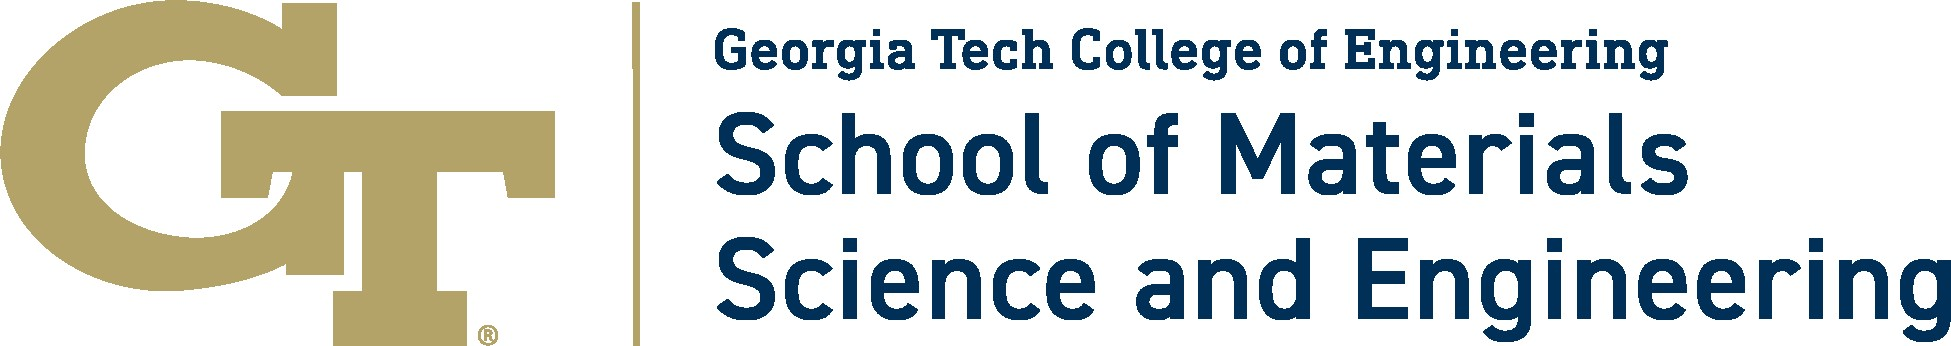 GT®
Georgia Tech College of Engineering
School of Materials
Science and Engineering